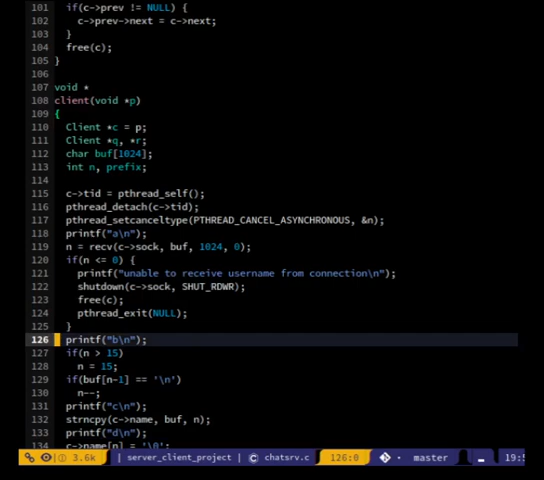 101 if(c->prev != NULL) {
102 c->prev->next = c->next;
103 }
104 free(c);
105 }
106
107 void *
108 client(void *p)
109 {
110 Client *c = p;
111 Client *q, *r;
112 char buf[1024];
113 int n, prefix;
114
115 c->tid = pthread_self();
116 pthread_detach(c->tid);
117 pthread_setcanceltype(PTHREAD_CANCEL_ASYNCHRONOUS, &n);
118 printf("a\n");
119 n = recv(c->sock, buf, 1024, 0);
120 if(n <= 0) {
121 printf("unable to receive username from connection\n");
122 shutdown(c->sock, SHUT_RDWR);
123 free(c);
124 pthread_exit(NULL);
125 }
126 printf("b\n");
127 if(n > 15)
128 n = 15;
129 if(buf[n-1] == '\n')
130 n--;
131 printf("c\n");
132 strncpy(c->name, buf, n);
133 printf("d\n");
134 c->name[n] = '\0';
3.6k | server_client_project | chatsrv.c 126:0 master 19:5